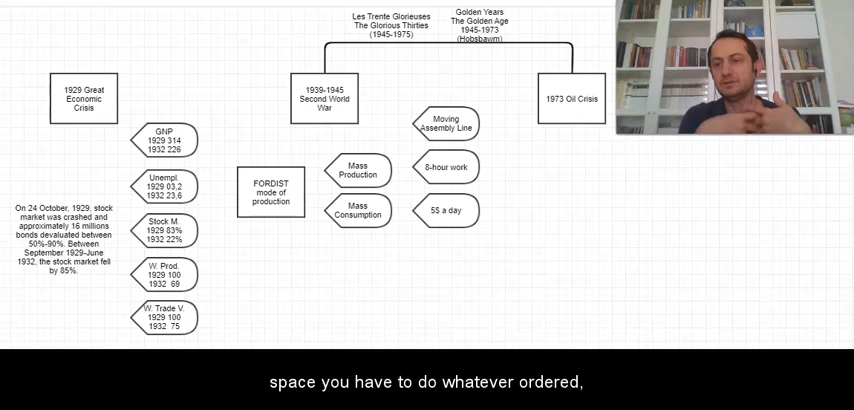 Les Trente Glorieuses
The Glorious Thirties
(1945-1975)
Golden Years
The Golden Age
1945-1973
(Hobsbawm)
1929 Great
Economic
Crisis
1939-1945
Second World
War
1973 Oil Crisis
GNP
1929 314
1932 226
Unempl.
1929 03,2
1932 23,6
Stock M.
1929 83%
1932 22%
W. Prod.
1929 100
1932 69
W. Trade V.
1929 100
1932 75
On 24 October, 1929, stock
market was crashed and
approximately 16 millions
bonds devaluated between
50%-90%. Between
September 1929-June
1932, the stock market fell
by 85%.
FORDIST
mode of
production
Mass
Production
Mass
Consumption
Moving
Assembly Line
8-hour work
5$ a day
space you have to do whatever ordered,